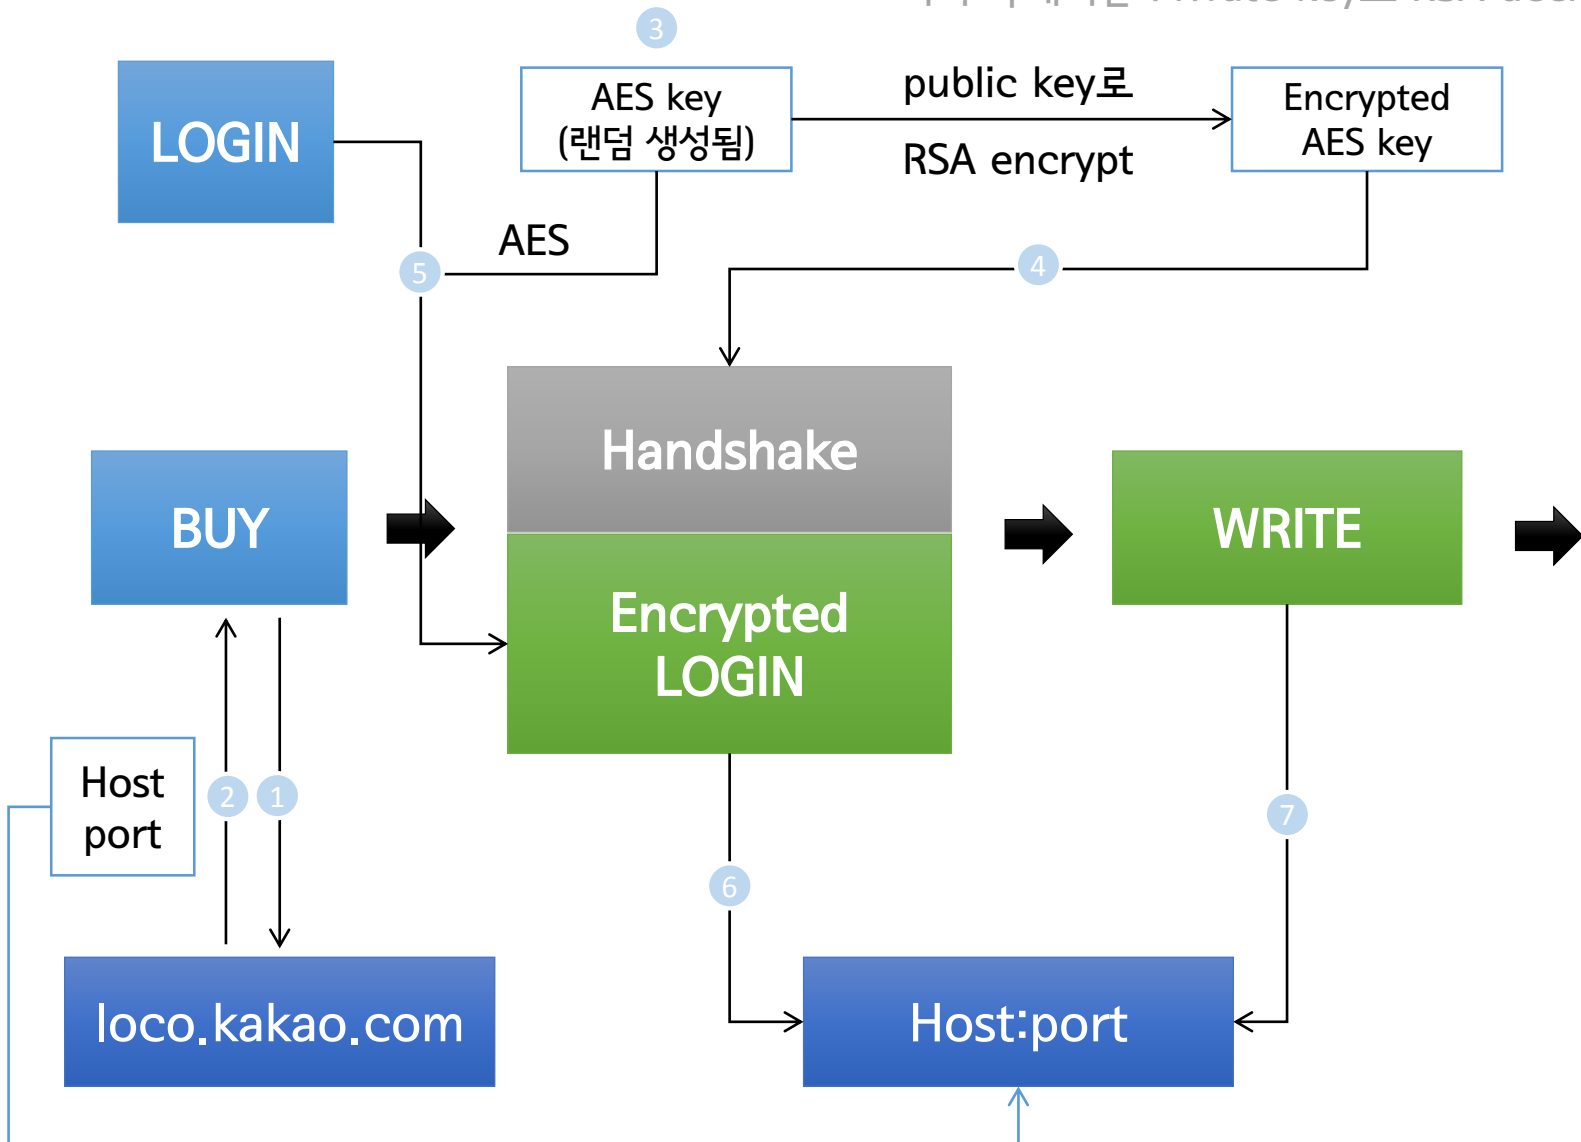 3
LOGIN
AES key
(랜덤 생성됨)
public key로
RSA encrypt
Encrypted
AES key
AES
5
4
Handshake
BUY
WRITE
Encrypted
LOGIN
Host
port
2
1
7
6
loco.kakao.com
Host:port